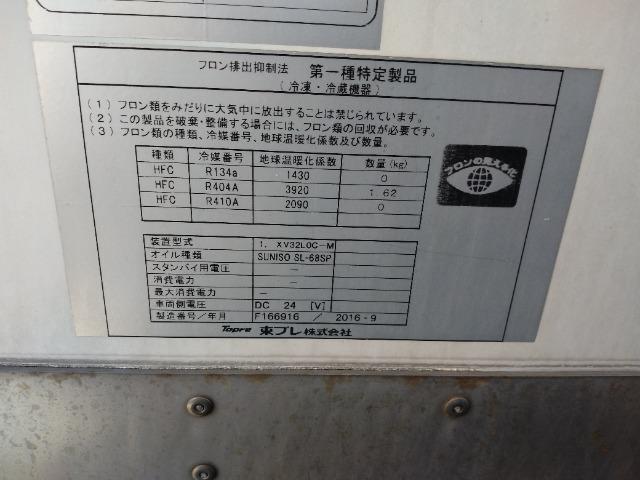 フロン排出抑制法 第一種特定製品
(冷凍・冷蔵機器)
(1) フロン類をみだりに大気中に放出することは禁じられています。
(2) この製品を破棄・整備する場合には、フロン類の回収が必要です。
(3) フロン類の種類、冷媒番号、地球温暖化係数及び数量。
種類 冷媒番号 地球温暖化係数 数量(kg)
HFC R134a 1430 0
HFC R404A 3920 1.62
HFC R410A 2090 0
フロンの見える化
装置型式 1. XV32LOC-M
オイル種類 SUNISO SL-68SP
スタンバイ用電圧 -
消費電力 -
最大消費電力 -
車両側電圧 DC 24 [V]
製造番号/年月 F166916 / 2016-9
Topre 東プレ株式会社